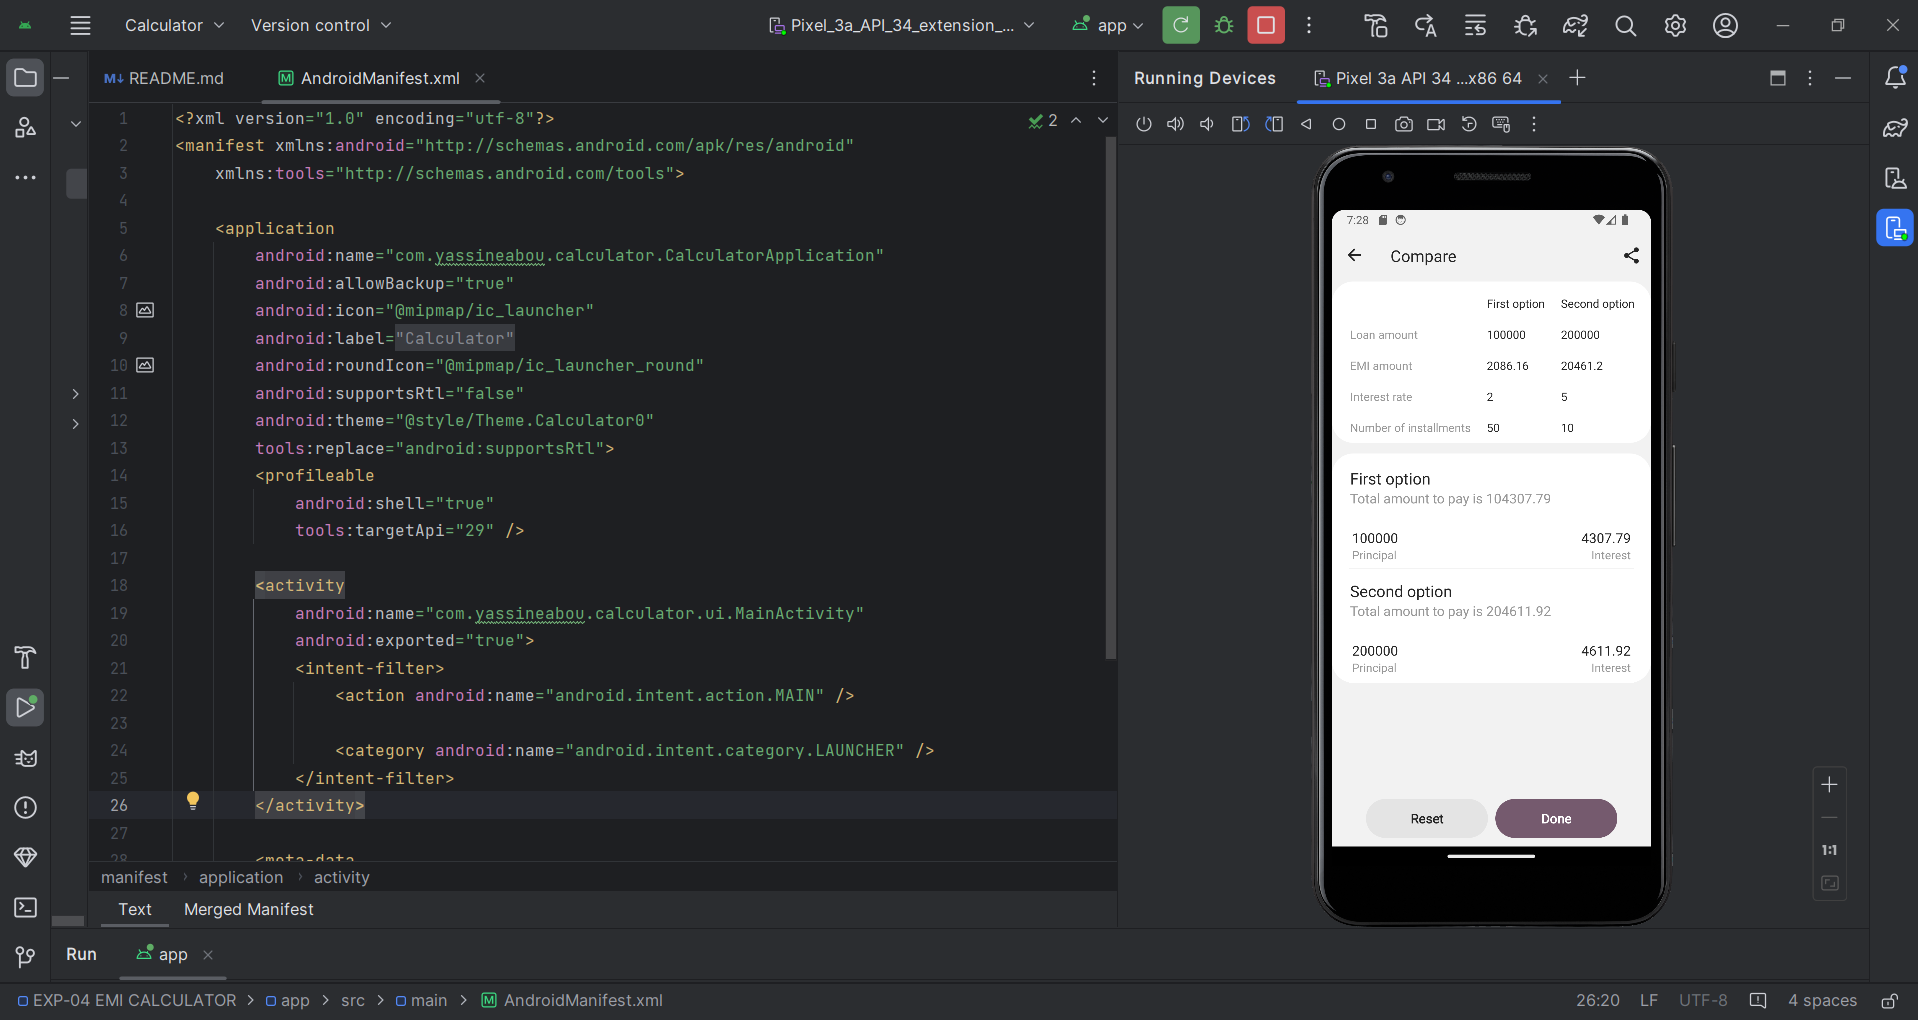 Calculator Version control Pixel_3a_API_34_extension_... app
M↓ README.md M AndroidManifest.xml Running Devices Pixel 3a API 34 ...x86 64
1 <?xml version="1.0" encoding="utf-8"?> 2
2 <manifest xmlns:android="http://schemas.android.com/apk/res/android"
3 xmlns:tools="http://schemas.android.com/tools">
4
5 <application
6 android:name="com.yassineabou.calculator.CalculatorApplication"
7 android:allowBackup="true"
8 android:icon="@mipmap/ic_launcher"
9 android:label="Calculator"
10 android:roundIcon="@mipmap/ic_launcher_round"
11 android:supportsRtl="false"
12 android:theme="@style/Theme.Calculator0"
13 tools:replace="android:supportsRtl">
14 <profileable
15 android:shell="true"
16 tools:targetApi="29" />
17
18 <activity
19 android:name="com.yassineabou.calculator.ui.MainActivity"
20 android:exported="true">
21 <intent-filter>
22 <action android:name="android.intent.action.MAIN" />
23
24 <category android:name="android.intent.category.LAUNCHER" />
25 </intent-filter>
26 </activity>
27
28 <meta-data
manifest › application › activity
Text Merged Manifest
7:28
Compare
First option Second option
Loan amount 100000 200000
EMI amount 2086.16 20461.2
Interest rate 2 5
Number of installments 50 10
First option
Total amount to pay is 104307.79
100000 4307.79
Principal Interest
Second option
Total amount to pay is 204611.92
200000 4611.92
Principal Interest
Reset Done
1:1
Run app
EXP-04 EMI CALCULATOR > app > src > main > M AndroidManifest.xml 26:20 LF UTF-8 4 spaces